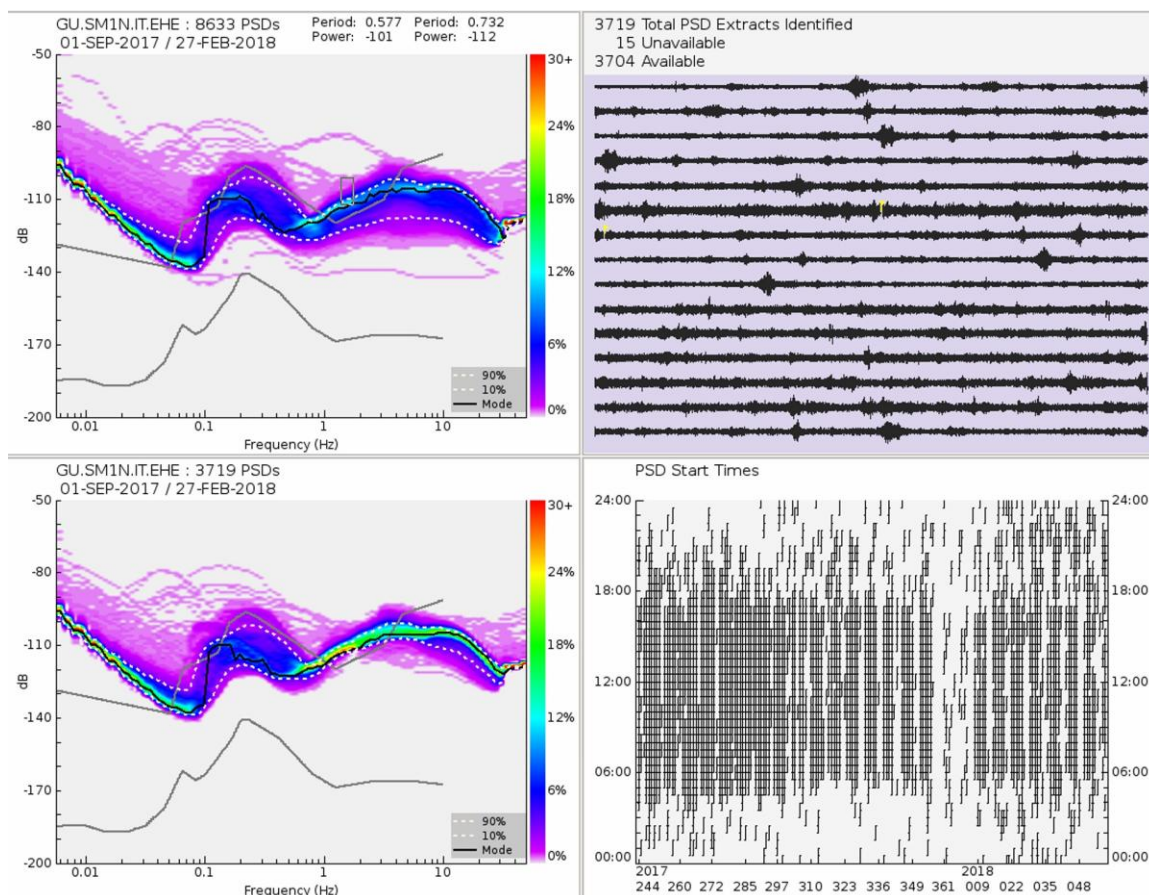 GU.SM1N.IT.EHE : 8633 PSDs
01-SEP-2017 / 27-FEB-2018
Period: 0.577 Period: 0.732
Power: -101 Power: -112
-50
-80
-110
-140
-170
-200
dB
0.01
0.1
1
10
Frequency (Hz)
90%
10%
Mode
30+
24%
18%
12%
6%
0%
3719 Total PSD Extracts Identified
15 Unavailable
3704 Available
GU.SM1N.IT.EHE : 3719 PSDs
01-SEP-2017 / 27-FEB-2018
-50
-80
-110
-140
-170
-200
dB
0.01
0.1
1
10
Frequency (Hz)
90%
10%
Mode
30+
24%
18%
12%
6%
0%
PSD Start Times
24:00 24:00
18:00 18:00
12:00 12:00
06:00 06:00
00:00 00:00
2017 2018
244 260 272 285 297 310 323 336 349 361 009 022 035 048